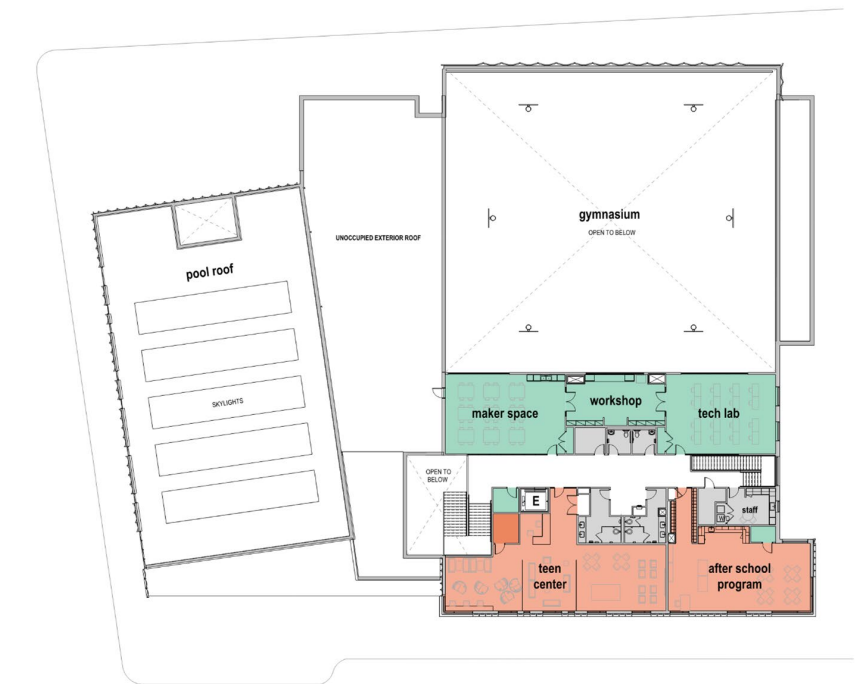 gymnasium
OPEN TO BELOW
UNOCCUPIED EXTERIOR ROOF
pool roof
SKYLIGHTS
maker space
workshop
tech lab
OPEN TO
BELOW
E
staff
W
teen
center
after school
program